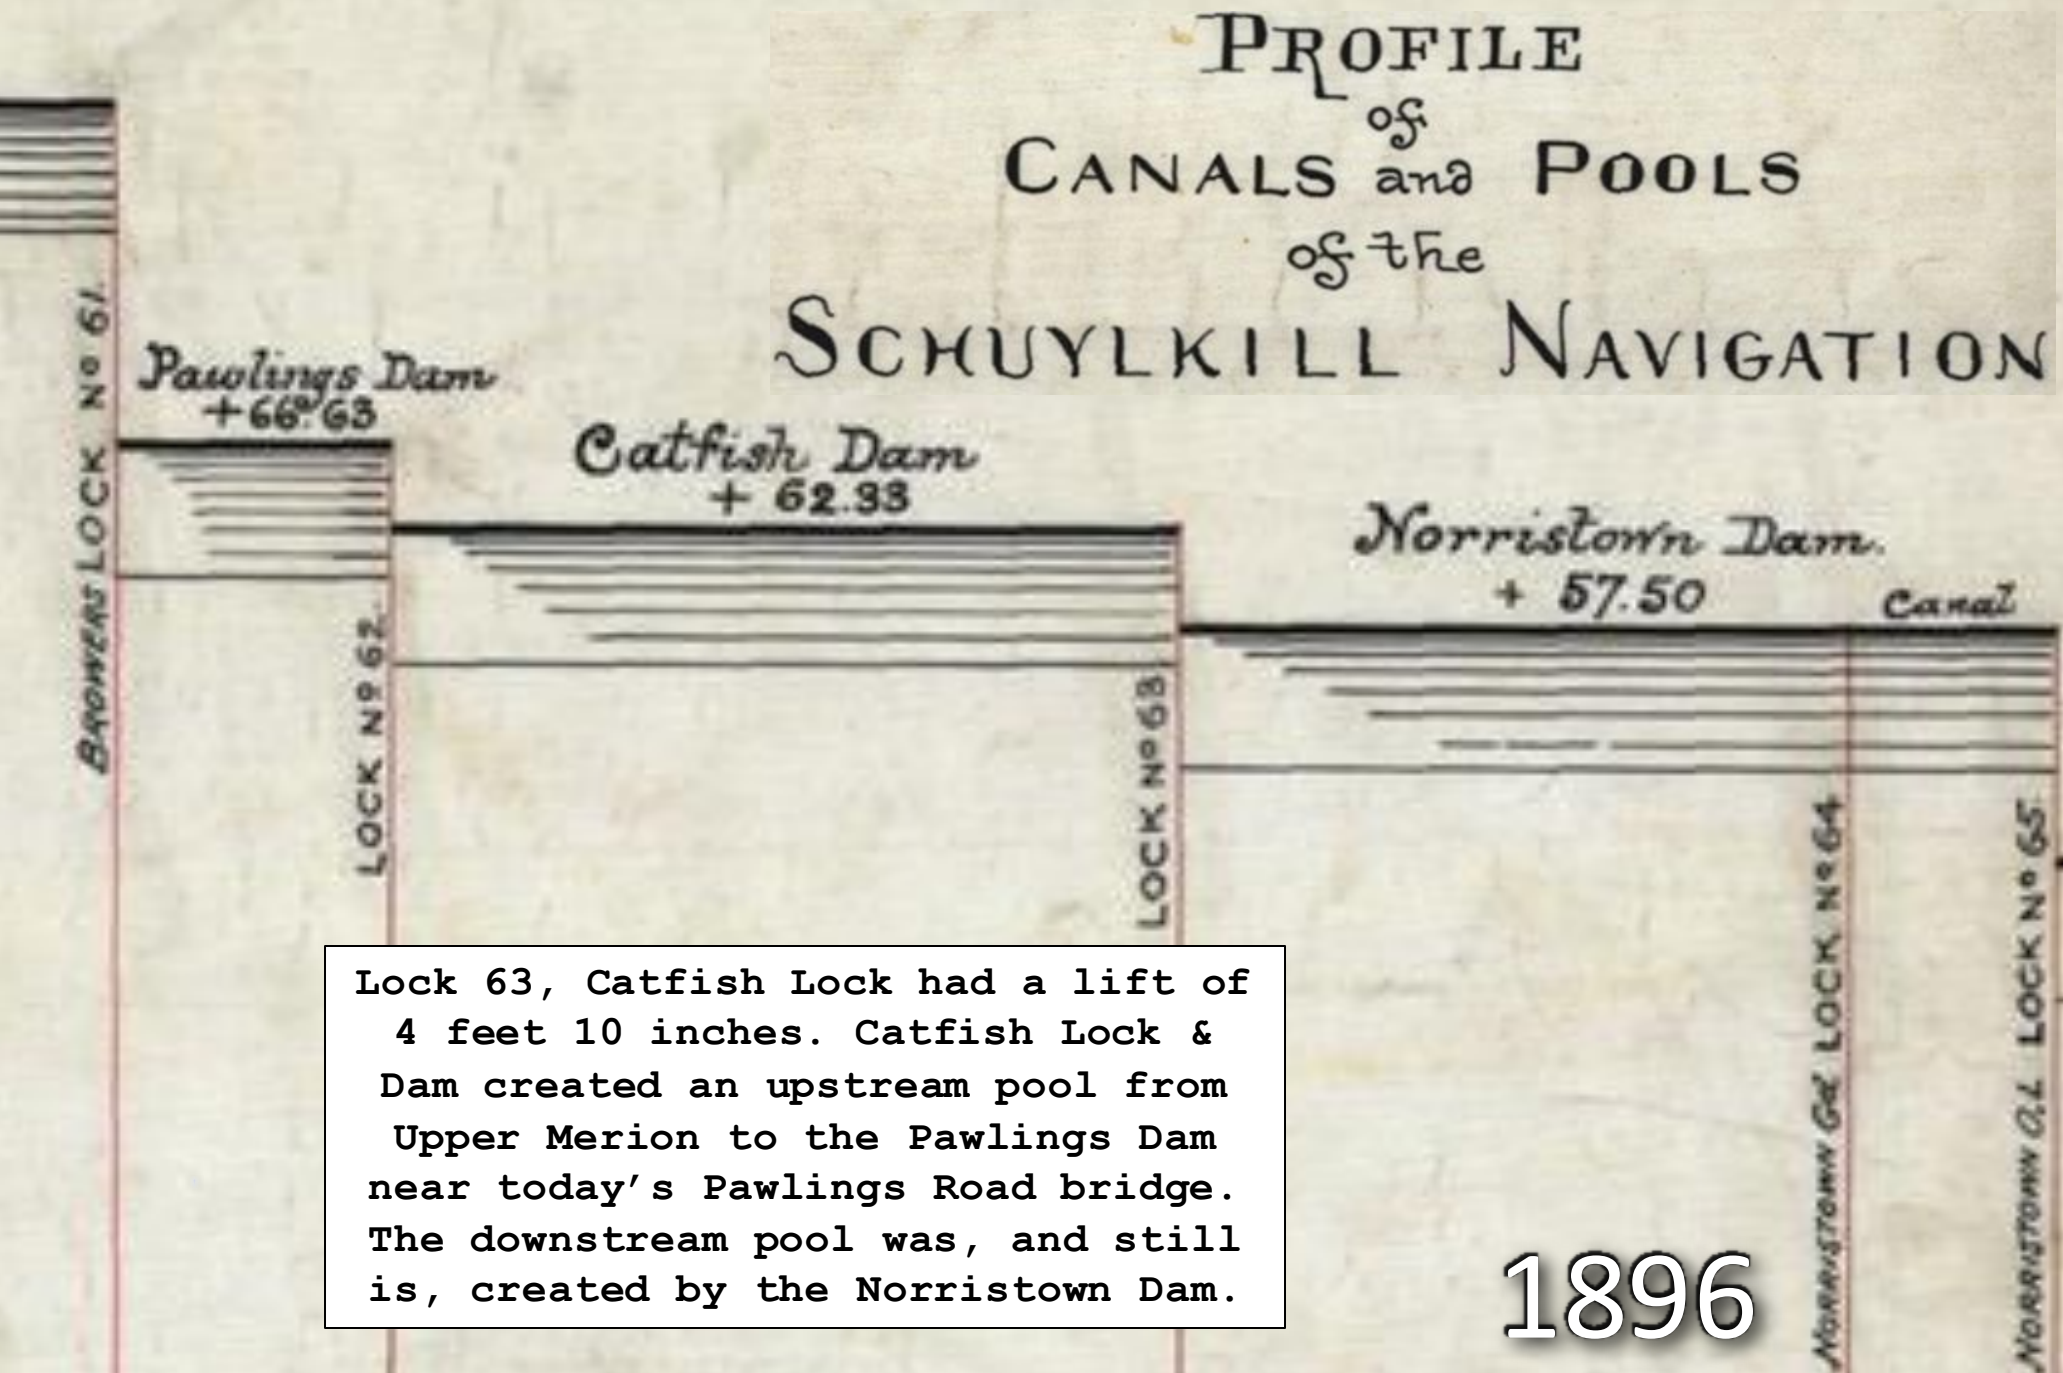 PROFILE
of
CANALS and POOLS
of the
SCHUYLKILL NAVIGATION
BROWERS LOCK Nº 61.
Pawlings Dam
+66.63
LOCK Nº 62.
Catfish Dam
+ 62.33
LOCK Nº 63
Norristown Dam.
+ 57.50
Canal
NORRISTOWN Gd. LOCK Nº 64
NORRISTOWN O.L. LOCK Nº 65
Lock 63, Catfish Lock had a lift of
4 feet 10 inches. Catfish Lock &
Dam created an upstream pool from
Upper Merion to the Pawlings Dam
near today’s Pawlings Road bridge.
The downstream pool was, and still
is, created by the Norristown Dam.
1896